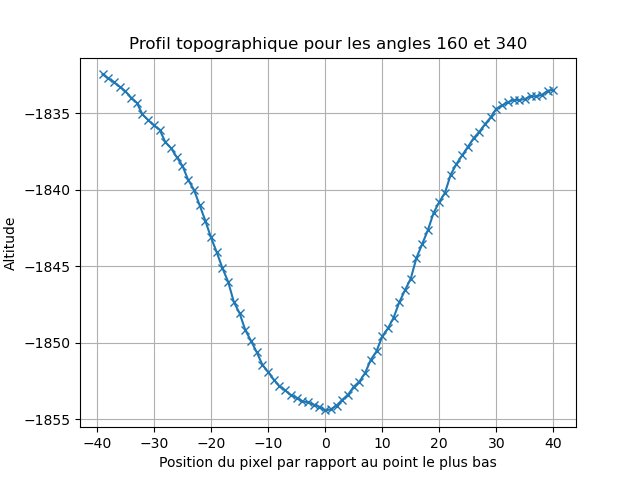 Profil topographique pour les angles 160 et 340
Altitude
−1835
−1840
−1845
−1850
−1855
−40 −30 −20 −10 0 10 20 30 40
Position du pixel par rapport au point le plus bas